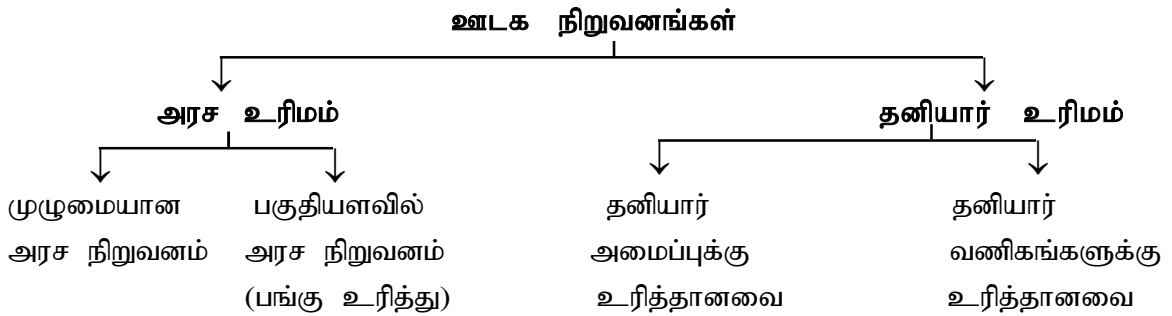 ஊடக நிறுவனங்கள்
அரச உரிமம் தனியார் உரிமம்
முழுமையான பகுதியளவில் தனியார் தனியார்
அரச நிறுவனம் அரச நிறுவனம் அமைப்புக்கு வணிகங்களுக்கு
(பங்கு உரித்து) உரித்தானவை உரித்தானவை